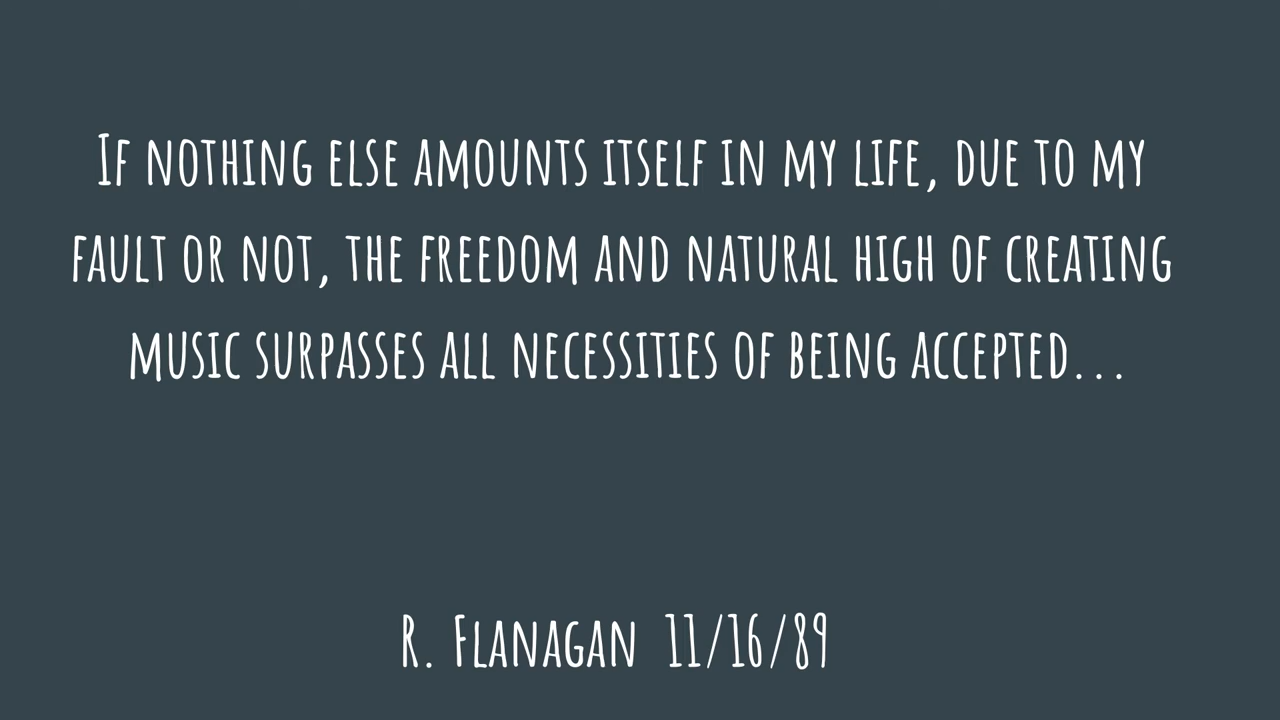 If nothing else amounts itself in my life, due to my
fault or not, the freedom and natural high of creating
music surpasses all necessities of being accepted...
R. Flanagan 11/16/89